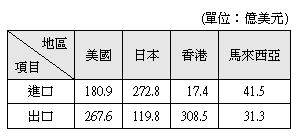 (單位：億美元)
地區
項目 美國 日本 香港 馬來西亞
進口 180.9 272.8 17.4 41.5
出口 267.6 119.8 308.5 31.3